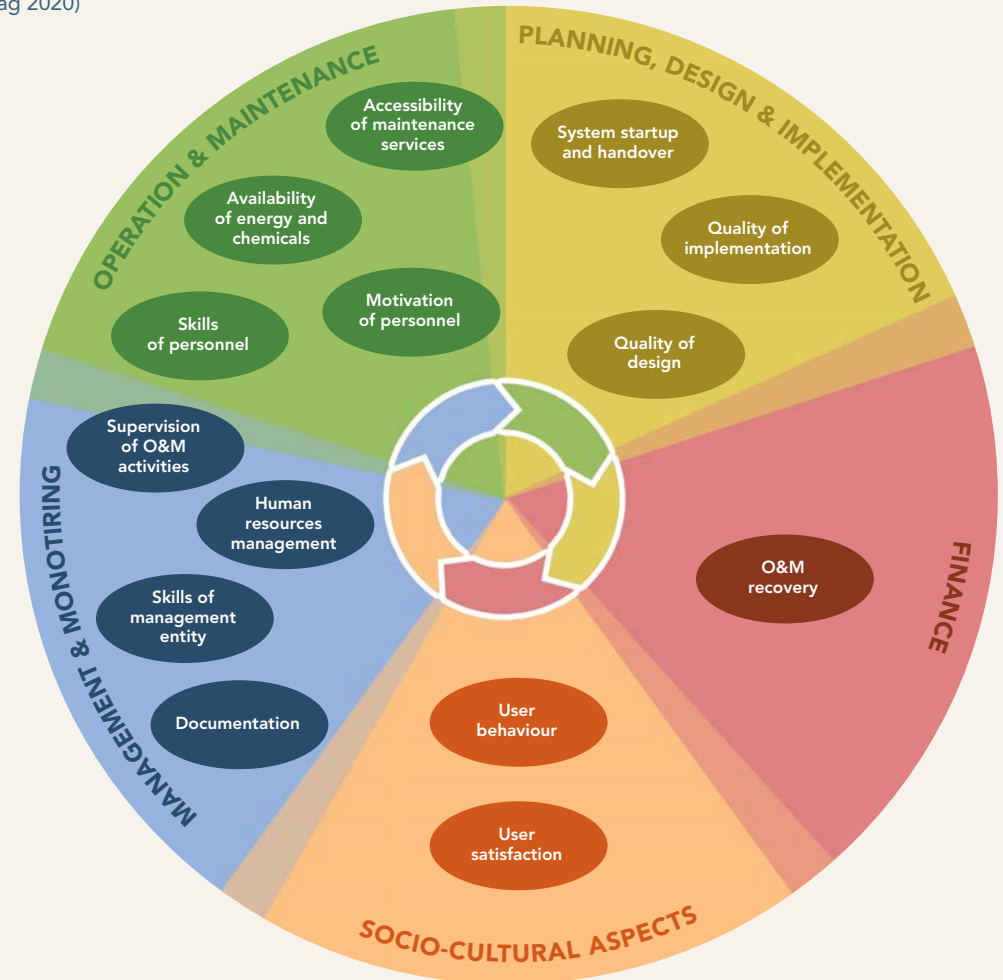 2020)
OPERATION & MAINTENANCE
Accessibility
of maintenance
services
Availability
of energy and
chemicals
Motivation
of personnel
Skills
of personnel
PLANNING, DESIGN & IMPLEMENTATION
System startup
and handover
Quality of
implementation
Quality of
design
FINANCE
O&M
recovery
SOCIO-CULTURAL ASPECTS
User
behaviour
User
satisfaction
MANAGEMENT & MONOTIRING
Supervision
of O&M
activities
Human
resources
management
Skills of
management
entity
Documentation